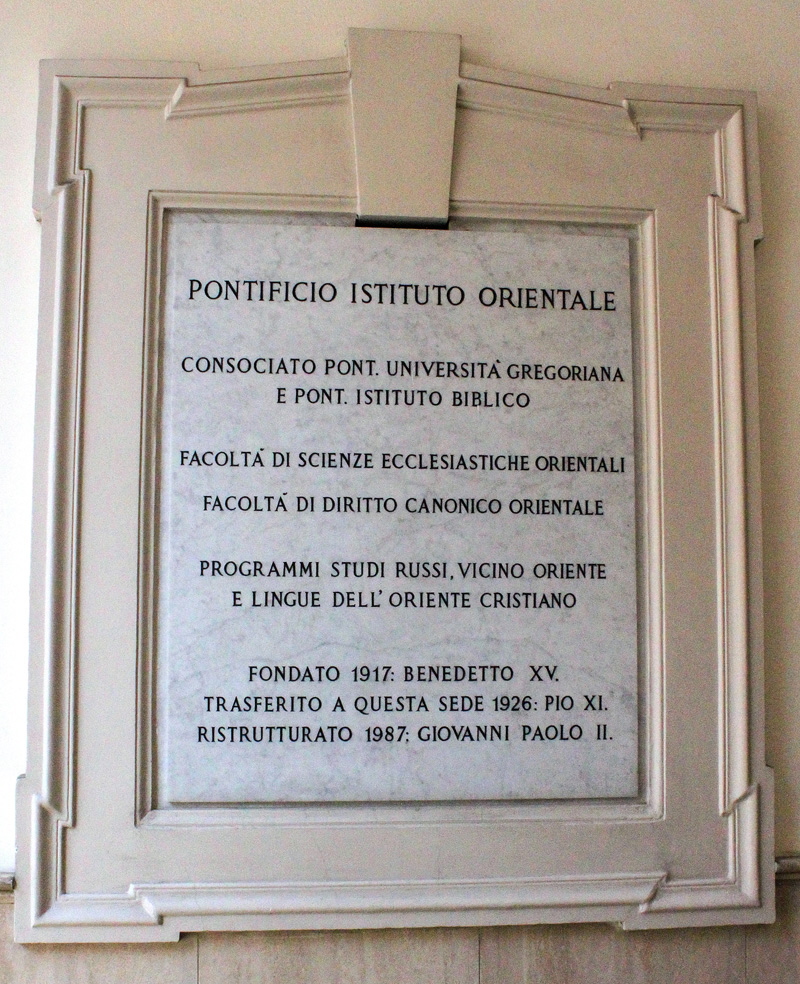 PONTIFICIO ISTITUTO ORIENTALE
CONSOCIATO PONT. UNIVERSITÀ GREGORIANA
E PONT. ISTITUTO BIBLICO
FACOLTÁ DI SCIENZE ECCLESIASTICHE ORIENTALI
FACOLTÁ DI DIRITTO CANONICO ORIENTALE
PROGRAMMI STUDI RUSSI, VICINO ORIENTE
E LINGUE DELL' ORIENTE CRISTIANO
FONDATO 1917: BENEDETTO XV.
TRASFERITO A QUESTA SEDE 1926: PIO XI.
RISTRUTTURATO 1987: GIOVANNI PAOLO II.